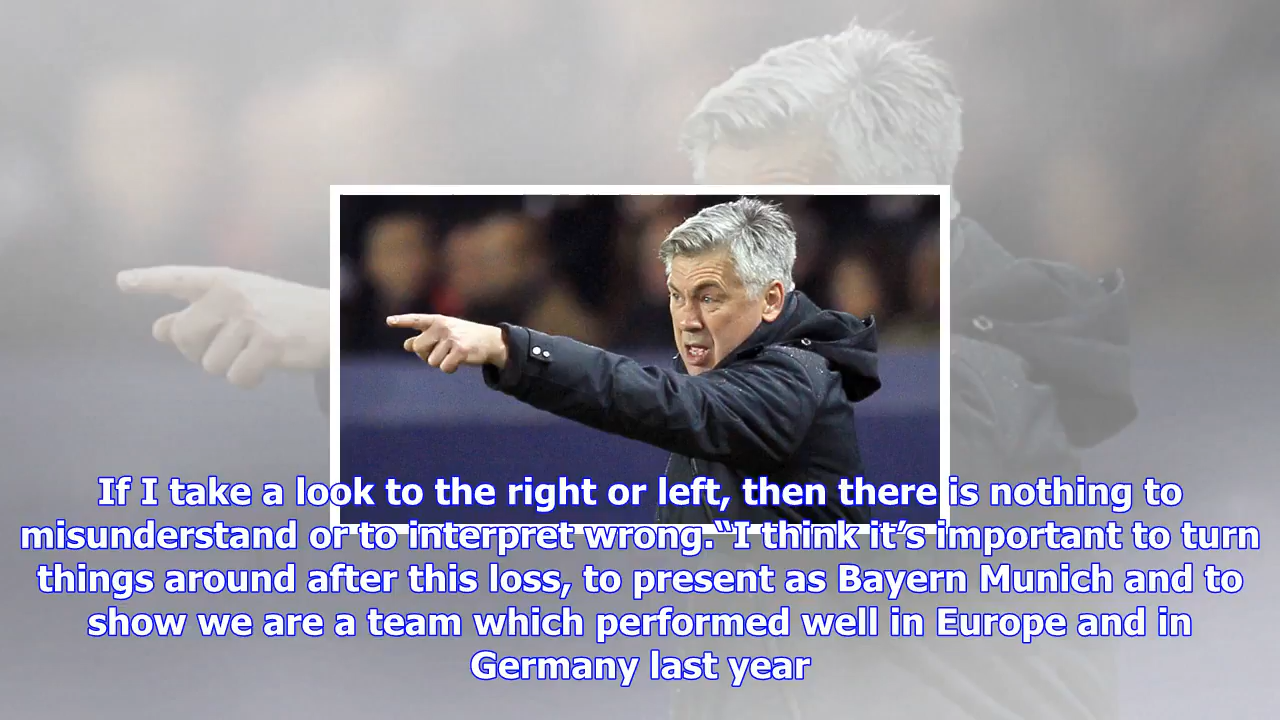 If I take a look to the right or left, then there is nothing to
misunderstand or to interpret wrong.“I think it’s important to turn
things around after this loss, to present as Bayern Munich and to
show we are a team which performed well in Europe and in
Germany last year